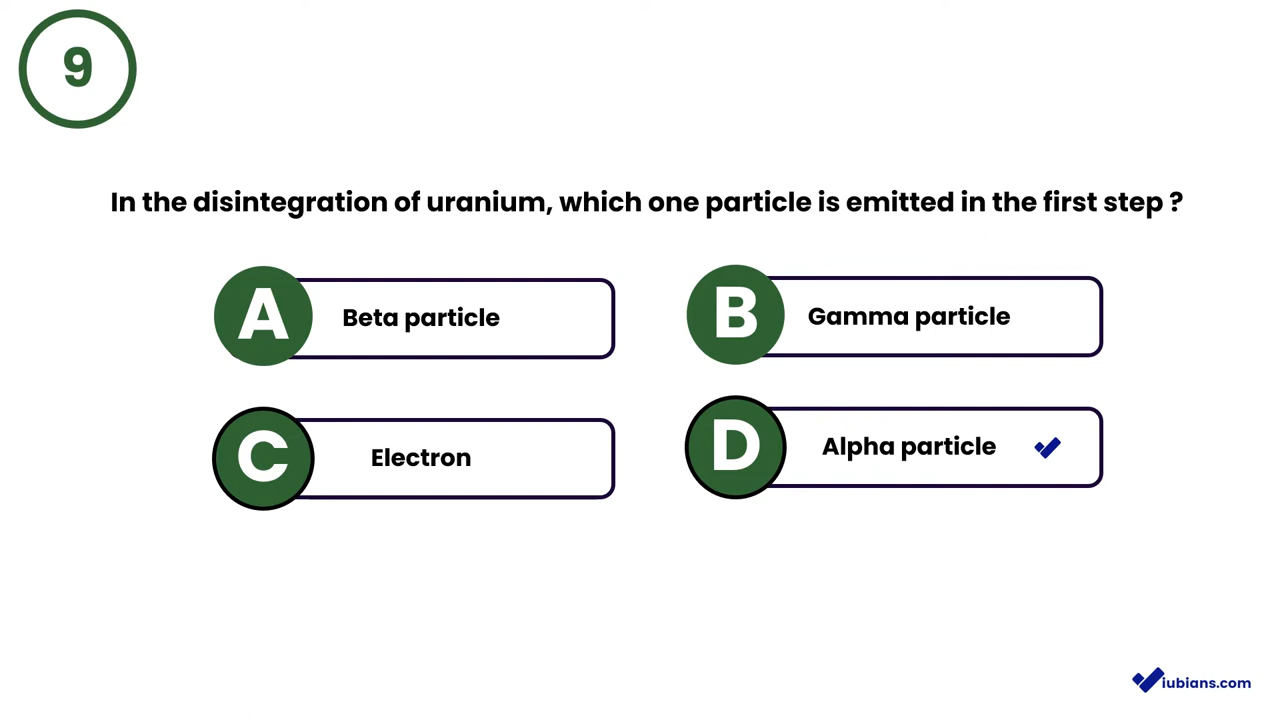 9
In the disintegration of uranium, which one particle is emitted in the first step ?
A Beta particle
B Gamma particle
C Electron
D Alpha particle
iubians.com